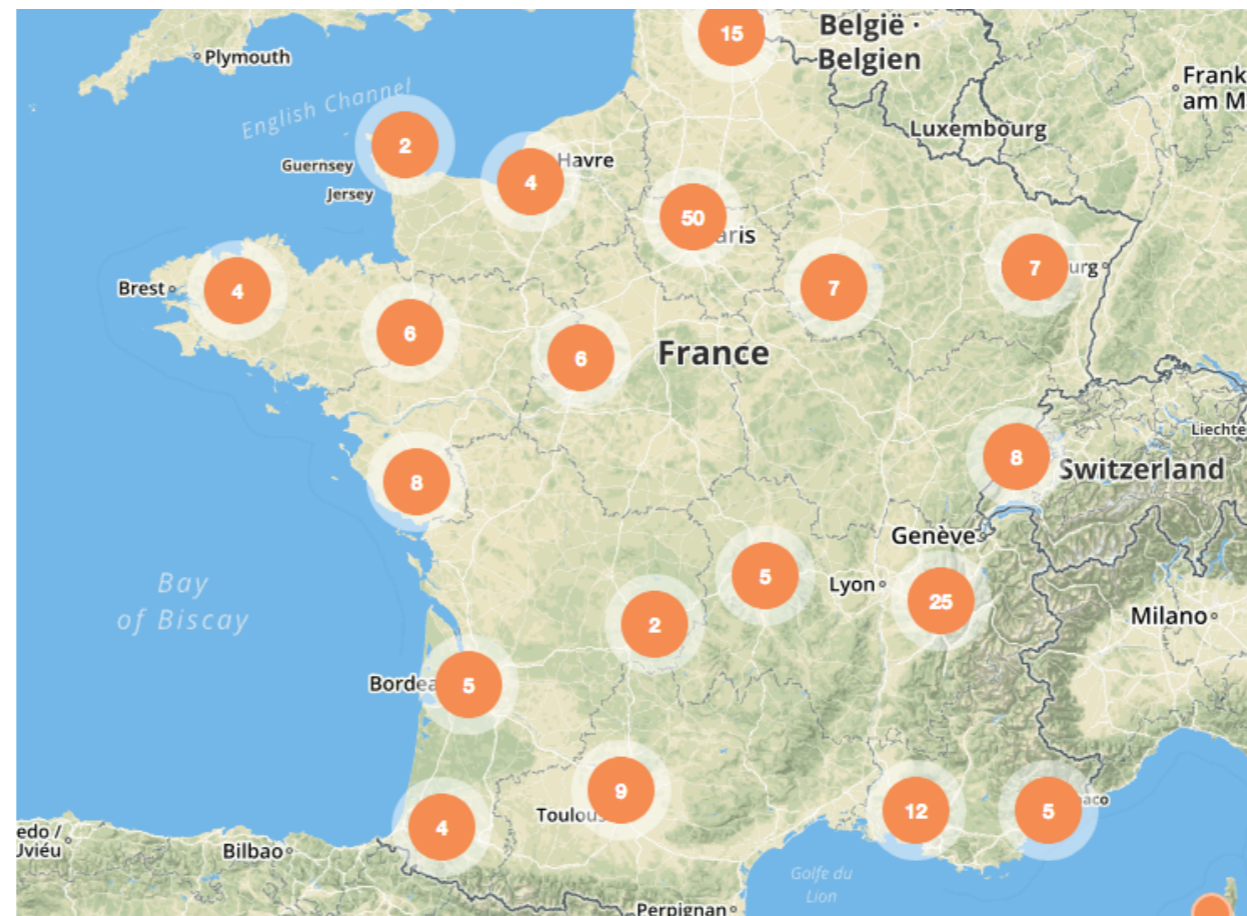 15
België ·
Belgien
Plymouth
Frank
am M
English Channel
Luxembourg
2
Guernsey
Havre
4
Jersey
50
aris
7
urg
7
Brest
4
6
6
France
8
Liechte
Switzerland
8
Genève
5
Lyon
25
Bay
of Biscay
2
Milano
Bordea
5
9
Toulous
12
5
aco
4
edo /
Uviéu
Bilbao
Golfe du
Lion
Perpignan